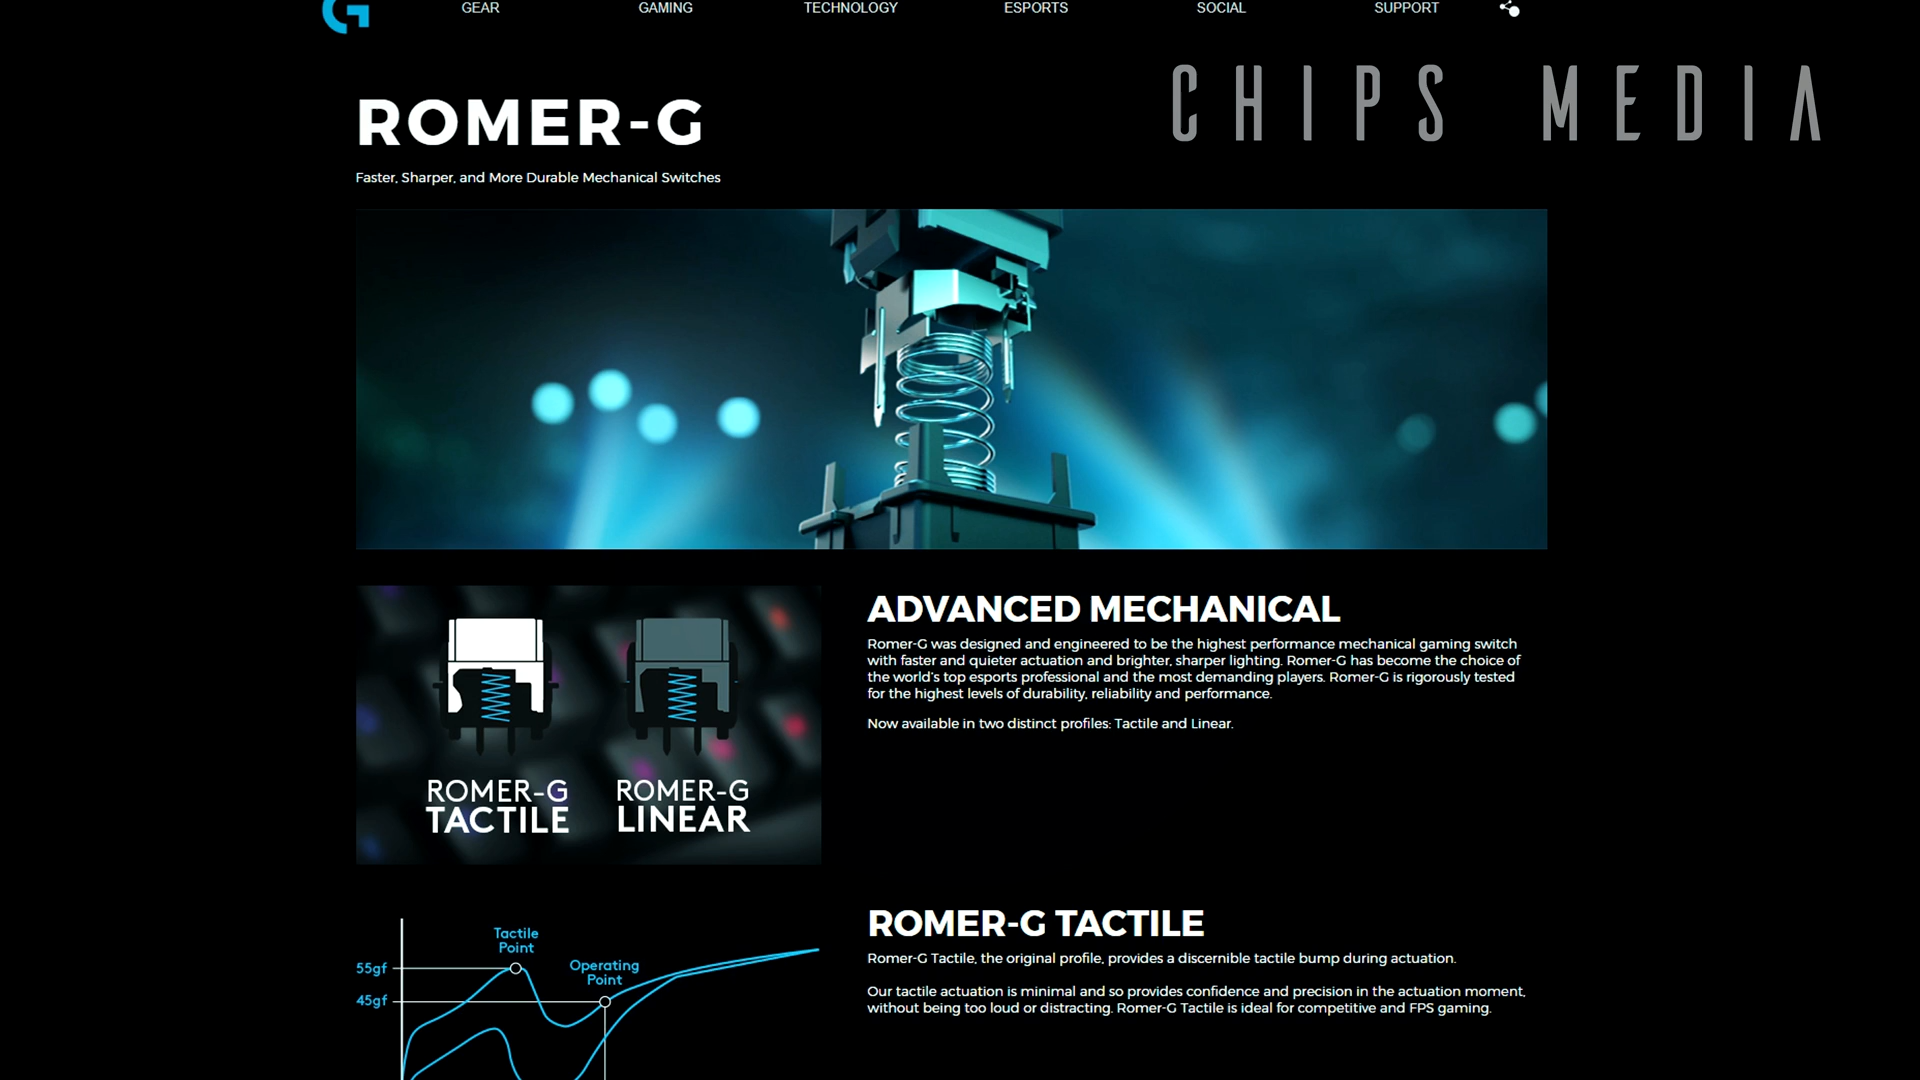 GEAR GAMING TECHNOLOGY ESPORTS SOCIAL SUPPORT
CHIPS MEDIA
ROMER-G
Faster, Sharper, and More Durable Mechanical Switches
ROMER-G TACTILE
ROMER-G LINEAR
ADVANCED MECHANICAL
Romer-G was designed and engineered to be the highest performance mechanical gaming switch
with faster and quieter actuation and brighter, sharper lighting. Romer-G has become the choice of
the world's top esports professional and the most demanding players. Romer-G is rigorously tested
for the highest levels of durability, reliability and performance.
Now available in two distinct profiles: Tactile and Linear.
Tactile
Point
Operating
Point
55gf
45gf
ROMER-G TACTILE
Romer-G Tactile, the original profile, provides a discernible tactile bump during actuation.
Our tactile actuation is minimal and so provides confidence and precision in the actuation moment,
without being too loud or distracting. Romer-G Tactile is ideal for competitive and FPS gaming.